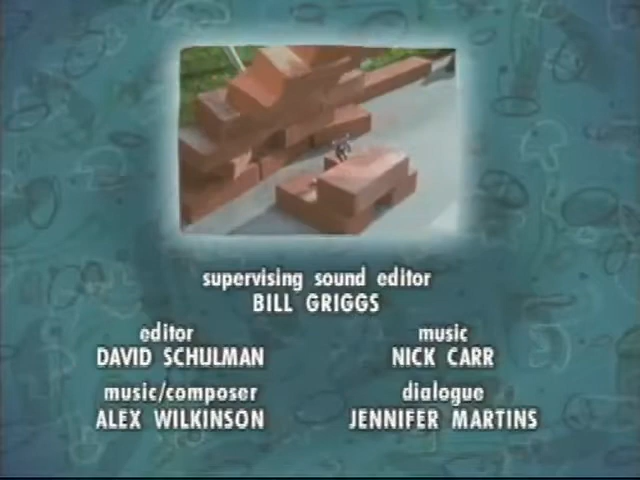 supervising sound editor
BILL GRIGGS
editor
DAVID SCHULMAN
music
NICK CARR
music/composer
ALEX WILKINSON
dialogue
JENNIFER MARTINS